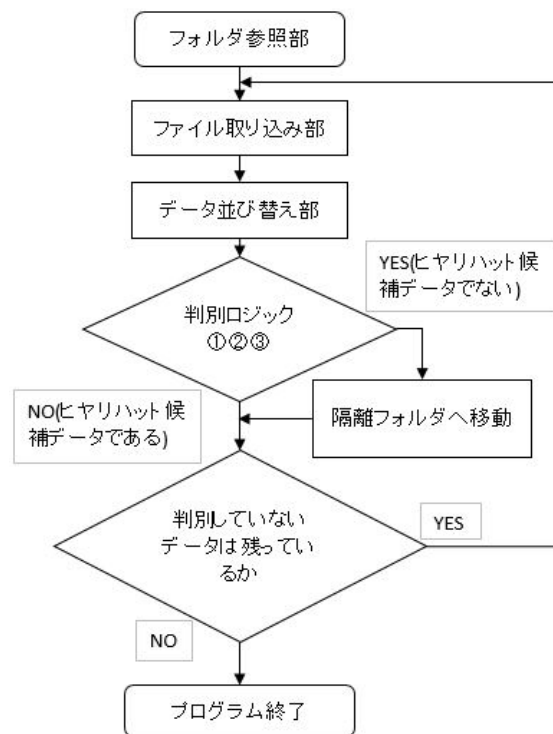 フォルダ参照部
ファイル取り込み部
データ並び替え部
YES(ヒヤリハット候
補データでない)
判別ロジック
①②③
NO(ヒヤリハット候
補データである)
隔離フォルダへ移動
判別していない
データは残ってい
るか
YES
NO
プログラム終了